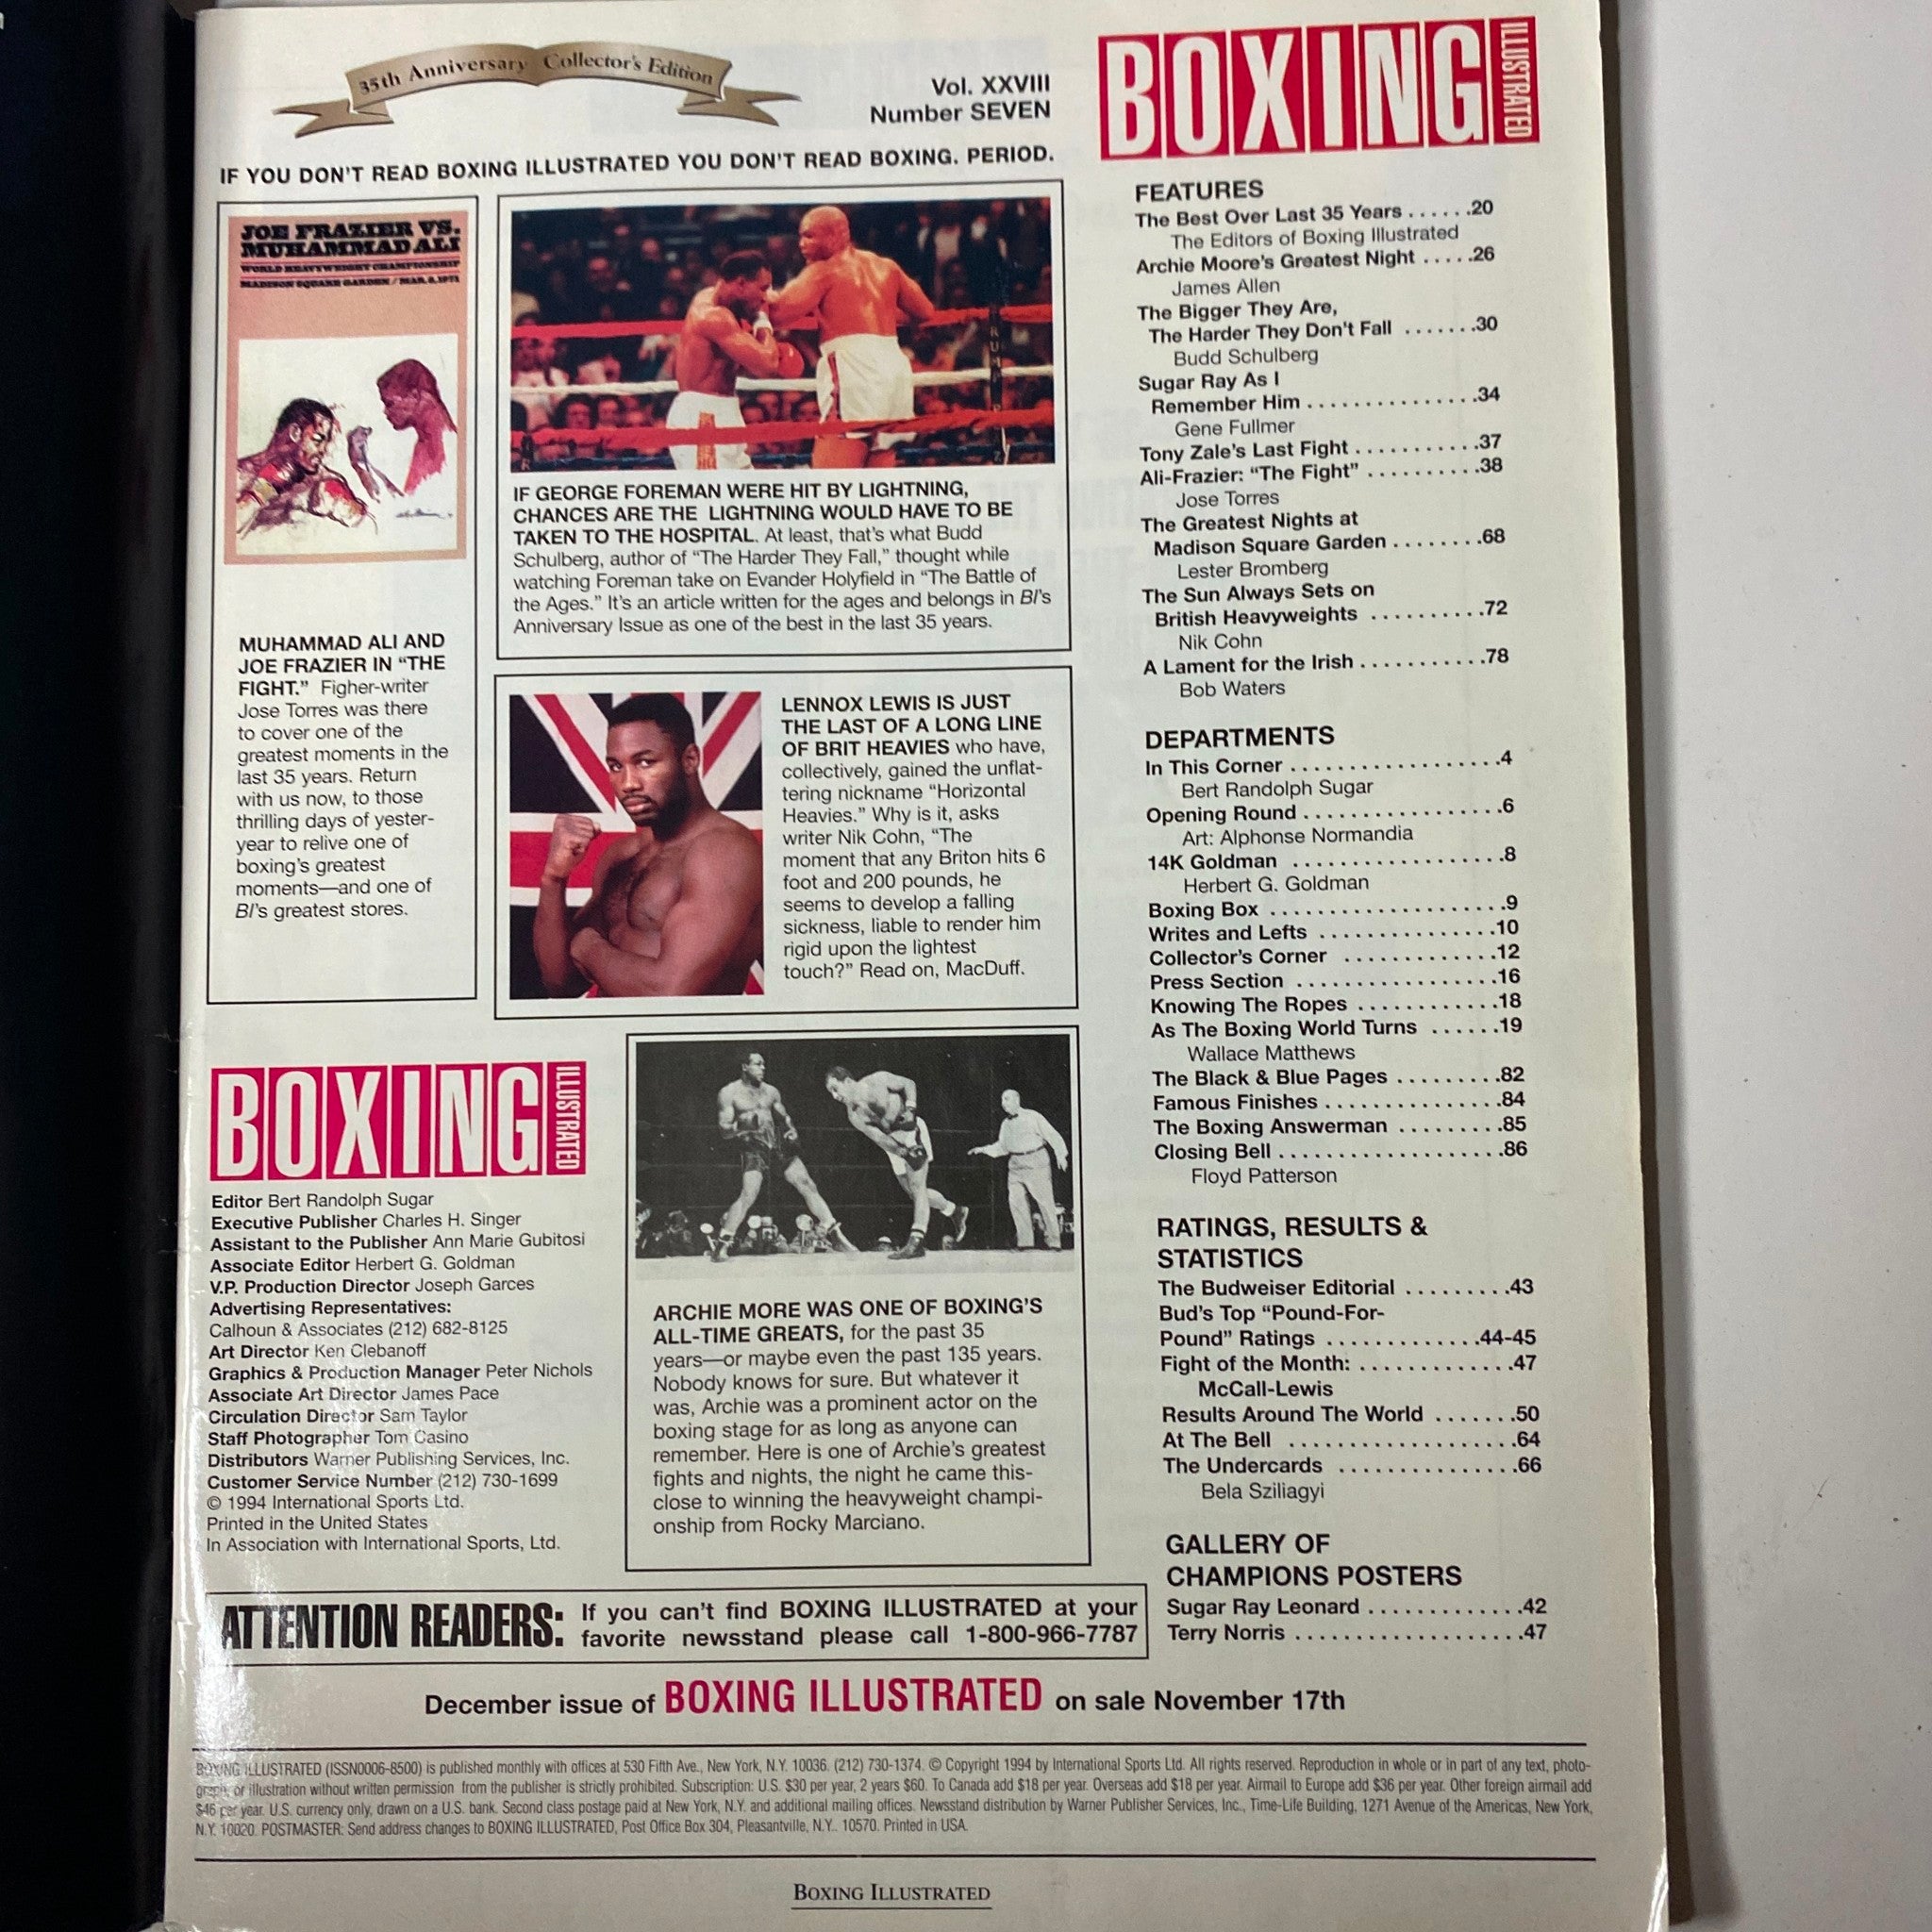 35th Anniversary Collector's Edition
Vol. XXVIII
Number SEVEN
IF YOU DON'T READ BOXING ILLUSTRATED YOU DON'T READ BOXING. PERIOD.
JOE FRAZIER VS.
MUHAMMAD ALI
WORLD HEAVYWEIGHT CHAMPIONSHIP
MADISON SQUARE GARDEN / MAR. 8, 1971
MUHAMMAD ALI AND
JOE FRAZIER IN “THE
FIGHT.” Figher-writer
Jose Torres was there
to cover one of the
greatest moments in the
last 35 years. Return
with us now, to those
thrilling days of yester-
year to relive one of
boxing's greatest
moments—and one of
BI's greatest stores.
IF GEORGE FOREMAN WERE HIT BY LIGHTNING,
CHANCES ARE THE LIGHTNING WOULD HAVE TO BE
TAKEN TO THE HOSPITAL. At least, that's what Budd
Schulberg, author of “The Harder They Fall,” thought while
watching Foreman take on Evander Holyfield in “The Battle of
the Ages.” It's an article written for the ages and belongs in BI's
Anniversary Issue as one of the best in the last 35 years.
LENNOX LEWIS IS JUST
THE LAST OF A LONG LINE
OF BRIT HEAVIES who have,
collectively, gained the unflat-
tering nickname “Horizontal
Heavies.” Why is it, asks
writer Nik Cohn, “The
moment that any Briton hits 6
foot and 200 pounds, he
seems to develop a falling
sickness, liable to render him
rigid upon the lightest
touch?” Read on, MacDuff.
BOXING ILLUSTRATED
Editor Bert Randolph Sugar
Executive Publisher Charles H. Singer
Assistant to the Publisher Ann Marie Gubitosi
Associate Editor Herbert G. Goldman
V.P. Production Director Joseph Garces
Advertising Representatives:
Calhoun & Associates (212) 682-8125
Art Director Ken Clebanoff
Graphics & Production Manager Peter Nichols
Associate Art Director James Pace
Circulation Director Sam Taylor
Staff Photographer Tom Casino
Distributors Warner Publishing Services, Inc.
Customer Service Number (212) 730-1699
© 1994 International Sports Ltd.
Printed in the United States
In Association with International Sports, Ltd.
ARCHIE MORE WAS ONE OF BOXING'S
ALL-TIME GREATS, for the past 35
years—or maybe even the past 135 years.
Nobody knows for sure. But whatever it
was, Archie was a prominent actor on the
boxing stage for as long as anyone can
remember. Here is one of Archie's greatest
fights and nights, the night he came this-
close to winning the heavyweight champi-
onship from Rocky Marciano.
BOXING ILLUSTRATED
FEATURES
The Best Over Last 35 Years ......20
The Editors of Boxing Illustrated
Archie Moore's Greatest Night .....26
James Allen
The Bigger They Are,
The Harder They Don't Fall .......30
Budd Schulberg
Sugar Ray As I
Remember Him ...............34
Gene Fullmer
Tony Zale's Last Fight ...........37
Ali-Frazier: “The Fight” ..........38
Jose Torres
The Greatest Nights at
Madison Square Garden ........68
Lester Bromberg
The Sun Always Sets on
British Heavyweights ..........72
Nik Cohn
A Lament for the Irish ...........78
Bob Waters
DEPARTMENTS
In This Corner ..................4
Bert Randolph Sugar
Opening Round .................6
Art: Alphonse Normandia
14K Goldman ..................8
Herbert G. Goldman
Boxing Box ....................9
Writes and Lefts ...............10
Collector's Corner .............12
Press Section .................16
Knowing The Ropes ............18
As The Boxing World Turns ......19
Wallace Matthews
The Black & Blue Pages .........82
Famous Finishes ...............84
The Boxing Answerman .........85
Closing Bell ...................86
Floyd Patterson
RATINGS, RESULTS &
STATISTICS
The Budweiser Editorial .........43
Bud's Top “Pound-For-
Pound” Ratings .............44-45
Fight of the Month: .............47
McCall-Lewis
Results Around The World .......50
At The Bell ...................64
The Undercards ...............66
Bela Sziliagyi
GALLERY OF
CHAMPIONS POSTERS
Sugar Ray Leonard .............42
Terry Norris ...................47
ATTENTION READERS: If you can't find BOXING ILLUSTRATED at your
favorite newsstand please call 1-800-966-7787
December issue of BOXING ILLUSTRATED on sale November 17th
BOXING ILLUSTRATED (ISSN0006-8500) is published monthly with offices at 530 Fifth Ave., New York, N.Y. 10036. (212) 730-1374. © Copyright 1994 by International Sports Ltd. All rights reserved. Reproduction in whole or in part of any text, photo-
graph, or illustration without written permission from the publisher is strictly prohibited. Subscription: U.S. $30 per year, 2 years $60. To Canada add $18 per year. Overseas add $18 per year. Airmail to Europe add $36 per year. Other foreign airmail add
$46 per year. U.S. currency only, drawn on a U.S. bank. Second class postage paid at New York, N.Y. and additional mailing offices. Newsstand distribution by Warner Publisher Services, Inc., Time-Life Building, 1271 Avenue of the Americas, New York,
N.Y. 10020. POSTMASTER: Send address changes to BOXING ILLUSTRATED, Post Office Box 304, Pleasantville, N.Y.. 10570. Printed in USA.
BOXING ILLUSTRATED